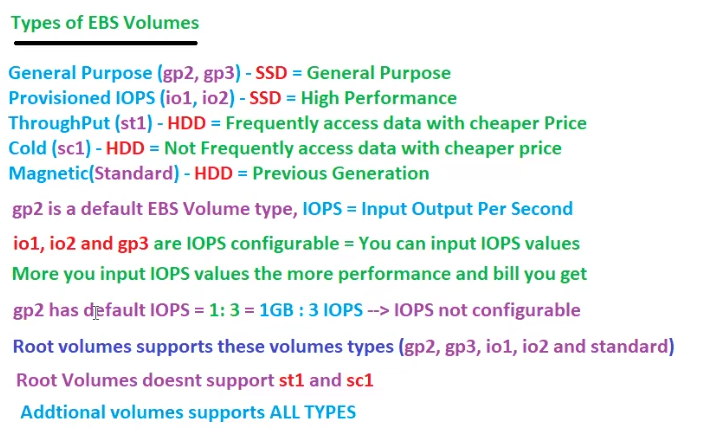 Types of EBS Volumes
General Purpose (gp2, gp3) - SSD = General Purpose
Provisioned IOPS (io1, io2) - SSD = High Performance
ThroughPut (st1) - HDD = Frequently access data with cheaper Price
Cold (sc1) - HDD = Not Frequently access data with cheaper price
Magnetic(Standard) - HDD = Previous Generation
gp2 is a default EBS Volume type, IOPS = Input Output Per Second
io1, io2 and gp3 are IOPS configurable = You can input IOPS values
More you input IOPS values the more performance and bill you get
gp2 has default IOPS = 1: 3 = 1GB : 3 IOPS --> IOPS not configurable
Root volumes supports these volumes types (gp2, gp3, io1, io2 and standard)
Root Volumes doesnt support st1 and sc1
Addtional volumes supports ALL TYPES